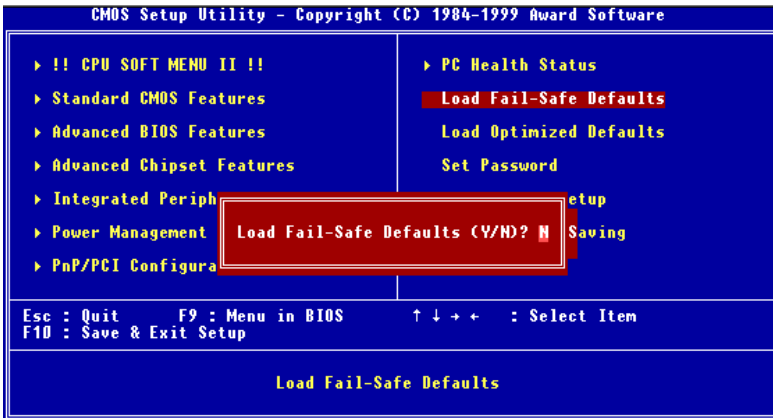 CMOS Setup Utility - Copyright (C) 1984-1999 Award Software
!! CPU SOFT MENU II !!
Standard CMOS Features
Advanced BIOS Features
Advanced Chipset Features
Integrated Periph
Power Management
PnP/PCI Configura
PC Health Status
Load Fail-Safe Defaults
Load Optimized Defaults
Set Password
etup
Saving
Load Fail-Safe Defaults (Y/N)? N
Esc : Quit F9 : Menu in BIOS ↑ ↓ → ← : Select Item
F10 : Save & Exit Setup
Load Fail-Safe Defaults